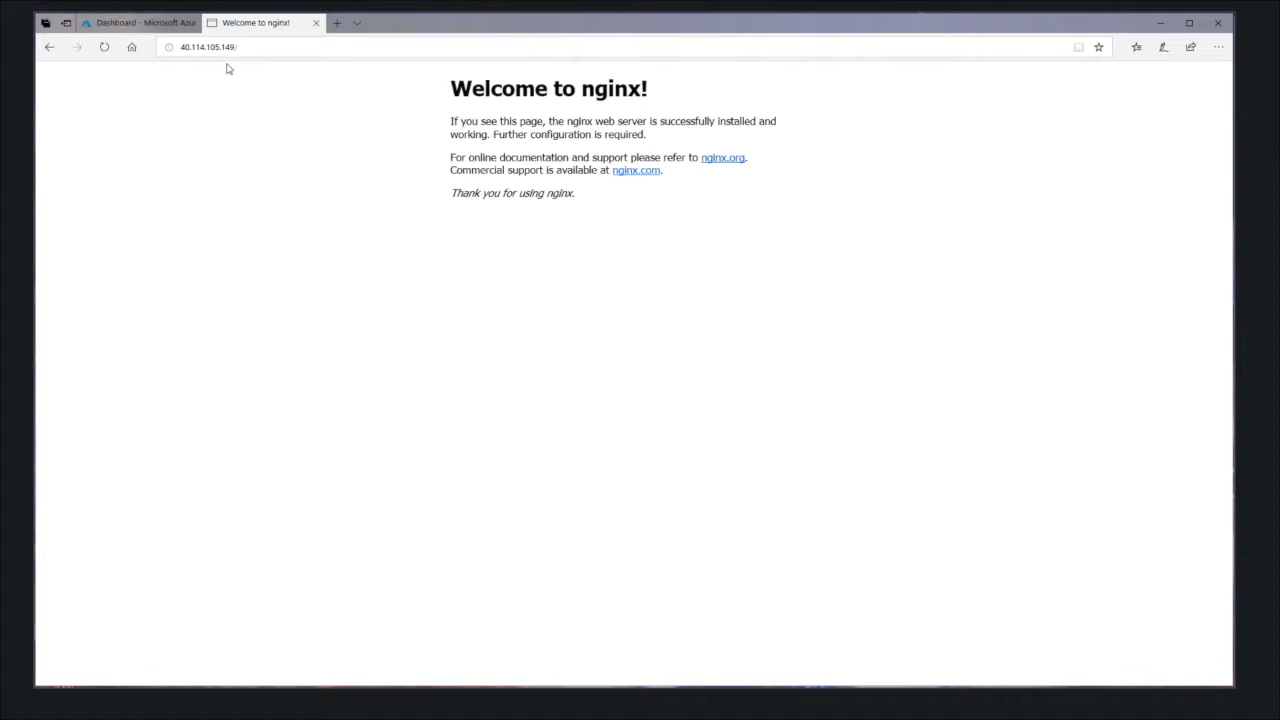 Dashboard - Microsoft Azur
Welcome to nginx!
40.114.105.149/
Welcome to nginx!
If you see this page, the nginx web server is successfully installed and
working. Further configuration is required.
For online documentation and support please refer to nginx.org.
Commercial support is available at nginx.com.
Thank you for using nginx.